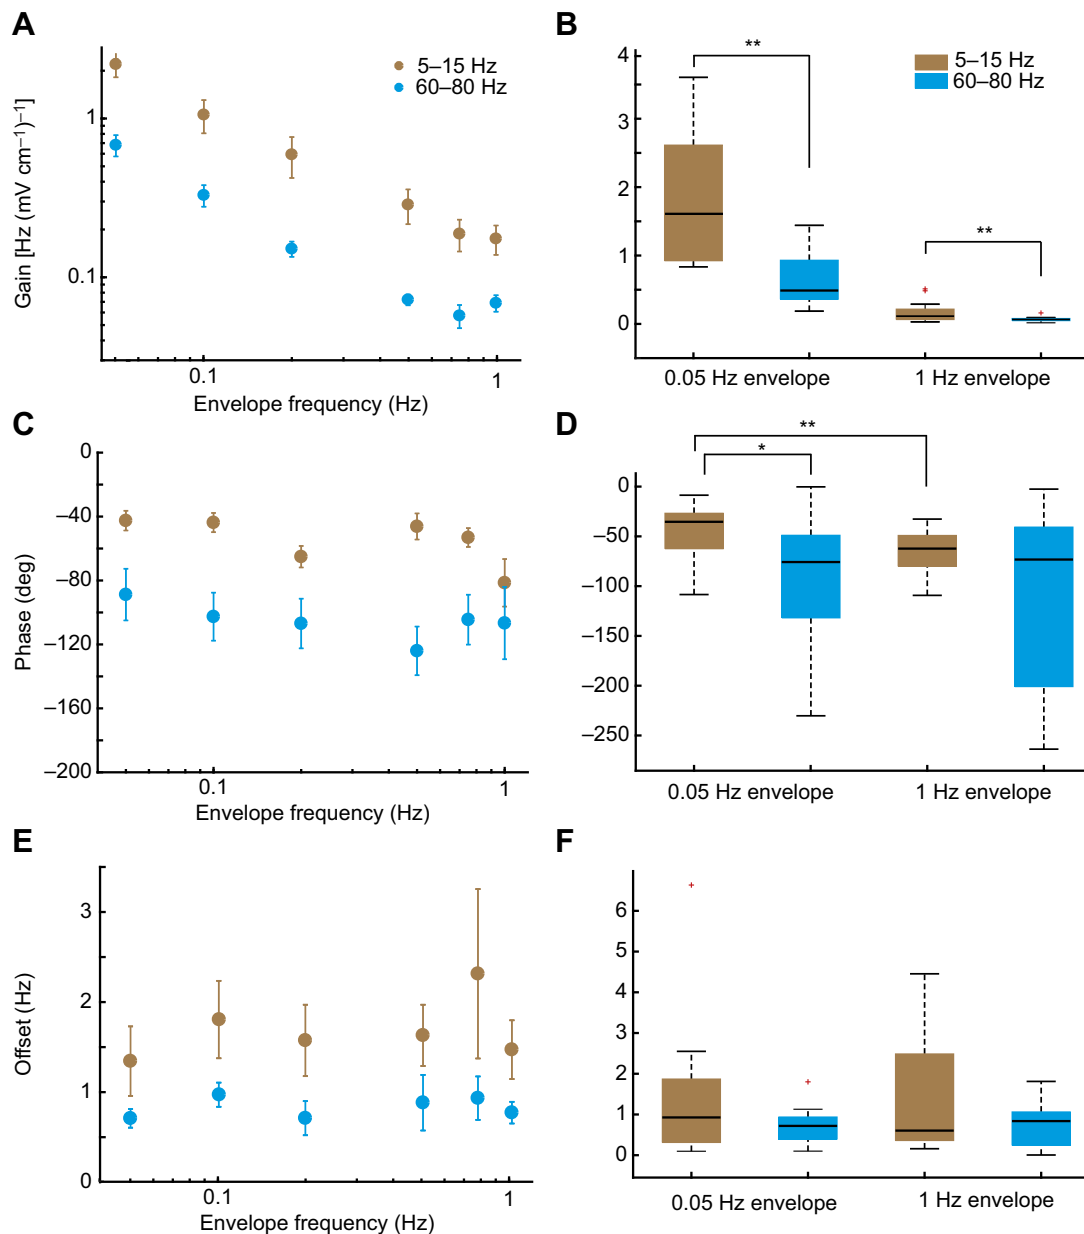 A
Gain [Hz (mV cm−1)−1]
1
0.1
5–15 Hz
60–80 Hz
0.1
1
Envelope frequency (Hz)
B
4
3
2
1
0
**
**
5–15 Hz
60–80 Hz
0.05 Hz envelope
1 Hz envelope
C
Phase (deg)
0
−40
−80
−120
−160
−200
0.1
1
Envelope frequency (Hz)
D
0
−50
−100
−150
−200
−250
**
*
0.05 Hz envelope
1 Hz envelope
E
Offset (Hz)
3
2
1
0
0.1
1
Envelope frequency (Hz)
F
6
5
4
3
2
1
0
0.05 Hz envelope
1 Hz envelope